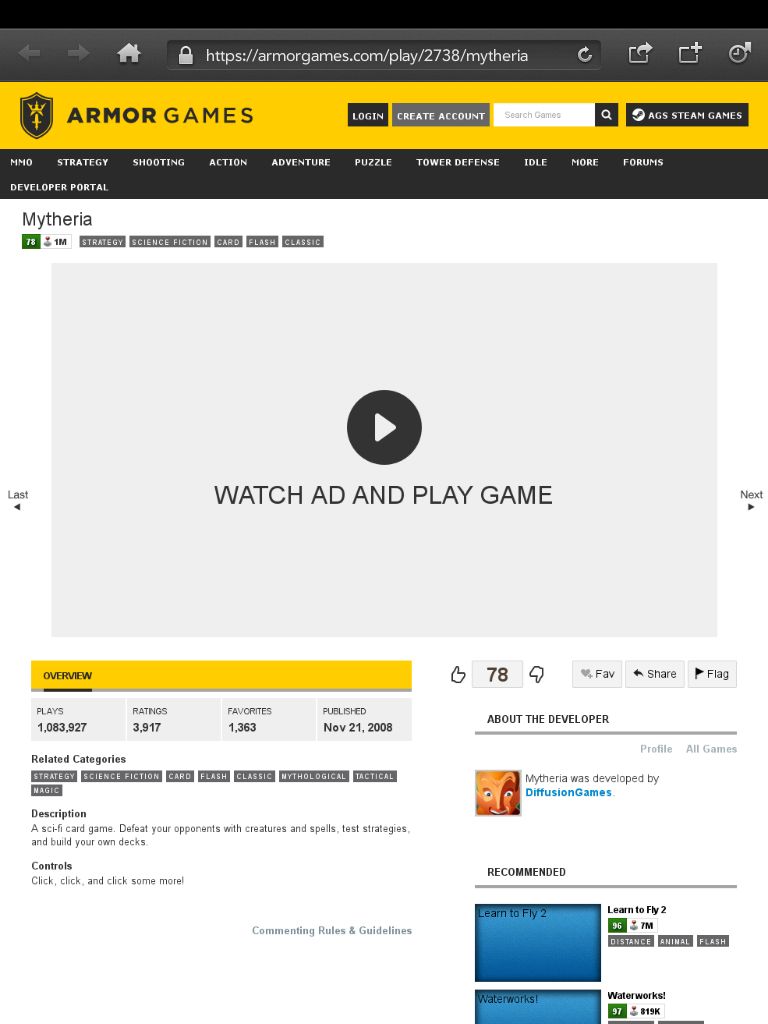 https://armorgames.com/play/2738/mytheria
ARMOR GAMES
LOGIN
CREATE ACCOUNT
Search Games
AGS STEAM GAMES
MMO STRATEGY SHOOTING ACTION ADVENTURE PUZZLE TOWER DEFENSE IDLE MORE FORUMS
DEVELOPER PORTAL
Mytheria
78 1M STRATEGY SCIENCE FICTION CARD FLASH CLASSIC
WATCH AD AND PLAY GAME
Last
Next
OVERVIEW
PLAYS RATINGS FAVORITES PUBLISHED
1,083,927 3,917 1,363 Nov 21, 2008
Related Categories
STRATEGY SCIENCE FICTION CARD FLASH CLASSIC MYTHOLOGICAL TACTICAL
MAGIC
Description
A sci-fi card game. Defeat your opponents with creatures and spells, test strategies,
and build your own decks.
Controls
Click, click, and click some more!
Commenting Rules & Guidelines
78
Fav
Share
Flag
ABOUT THE DEVELOPER
Profile All Games
Mytheria was developed by
DiffusionGames.
RECOMMENDED
Learn to Fly 2
Learn to Fly 2
96 7M
DISTANCE ANIMAL FLASH
Waterworks!
Waterworks!
97 819K